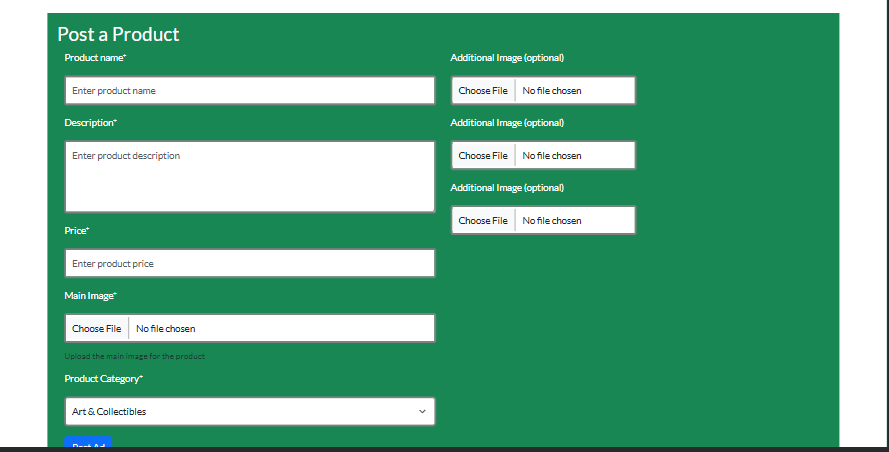 Post a Product
Product name*
Enter product name
Description*
Enter product description
Price*
Enter product price
Main Image*
Choose File No file chosen
Upload the main image for the product
Product Category*
Art & Collectibles
Post Ad
Additional Image (optional)
Choose File No file chosen
Additional Image (optional)
Choose File No file chosen
Additional Image (optional)
Choose File No file chosen